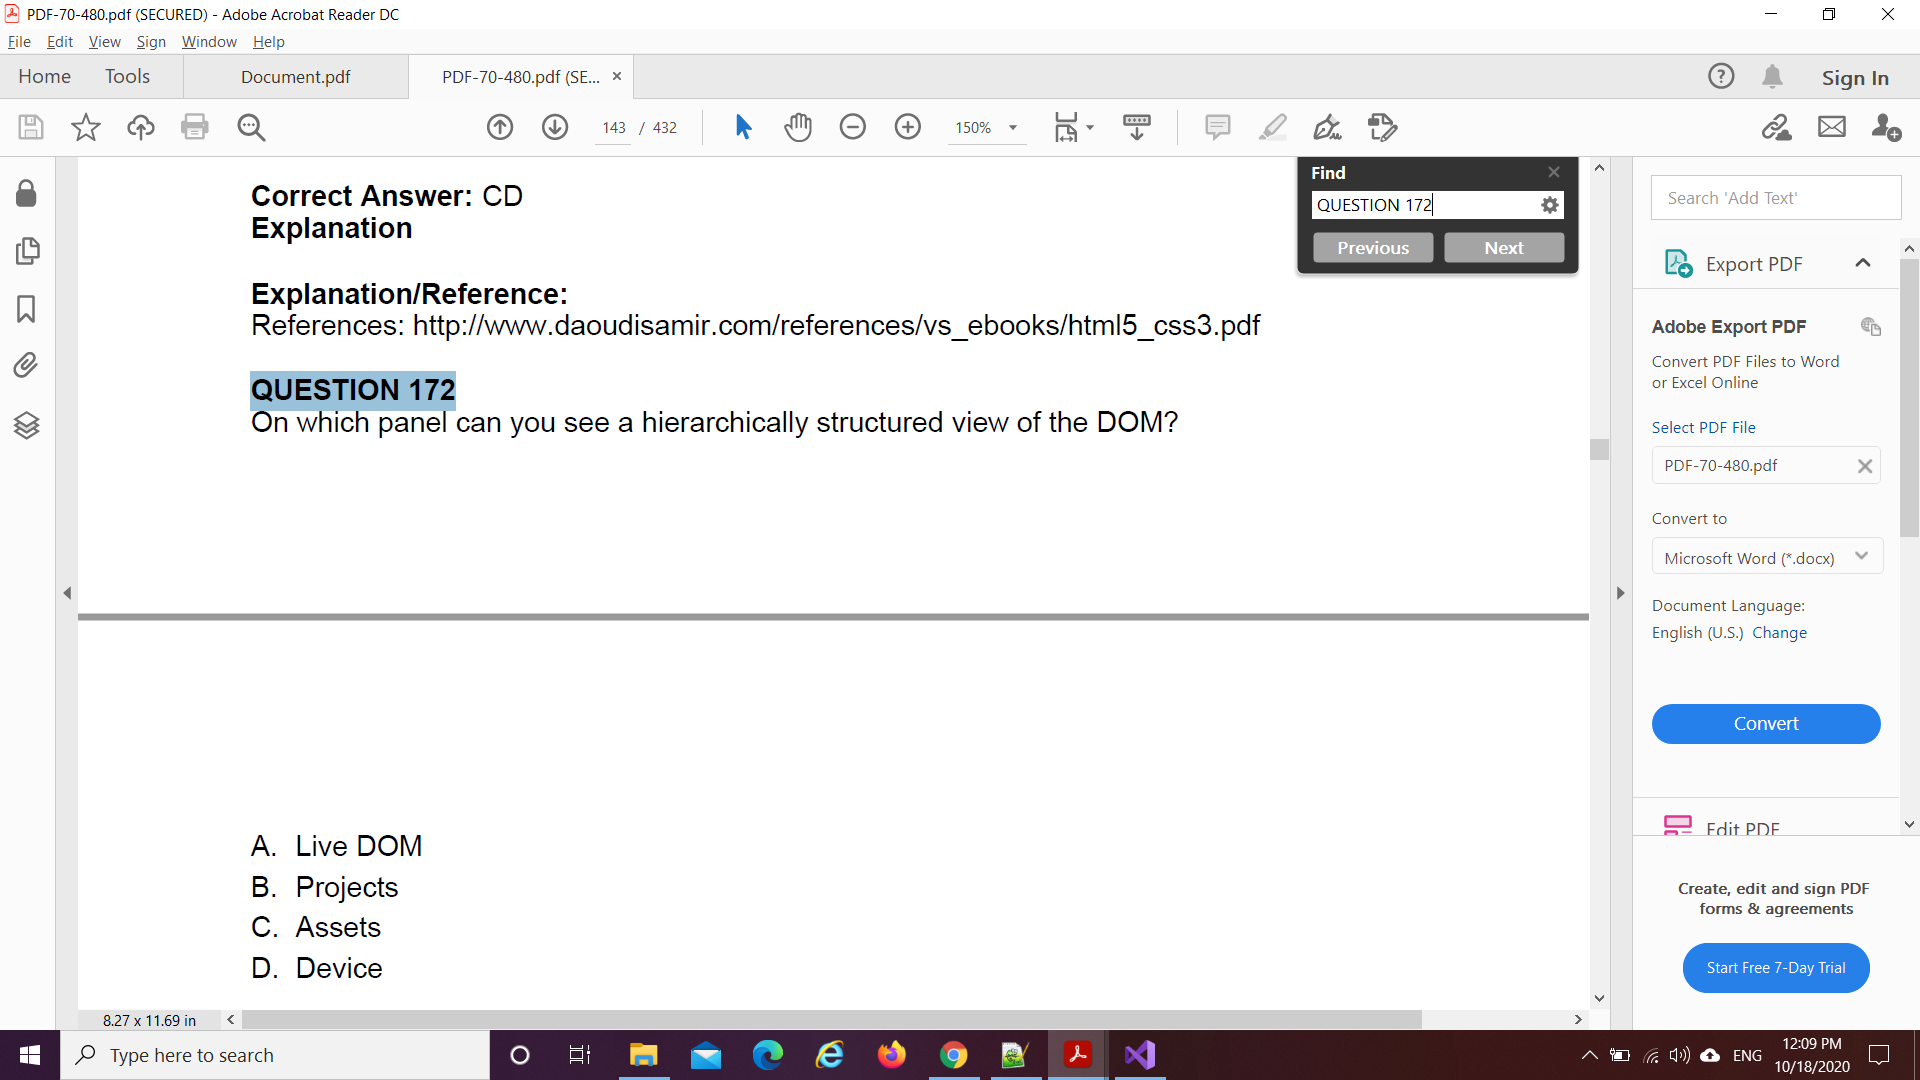 PDF-70-480.pdf (SECURED) - Adobe Acrobat Reader DC
File Edit View Sign Window Help
Home Tools Document.pdf PDF-70-480.pdf (SE... Sign In
143 / 432 150%
Find
QUESTION 172
Previous Next
Correct Answer: CD
Explanation
Explanation/Reference:
References: http://www.daoudisamir.com/references/vs_ebooks/html5_css3.pdf
QUESTION 172
On which panel can you see a hierarchically structured view of the DOM?
A. Live DOM
B. Projects
C. Assets
D. Device
8.27 x 11.69 in
Search 'Add Text'
Export PDF
Adobe Export PDF
Convert PDF Files to Word
or Excel Online
Select PDF File
PDF-70-480.pdf
Convert to
Microsoft Word (*.docx)
Document Language:
English (U.S.) Change
Convert
Edit PDF
Create, edit and sign PDF
forms & agreements
Start Free 7-Day Trial
Type here to search
ENG
12:09 PM
10/18/2020